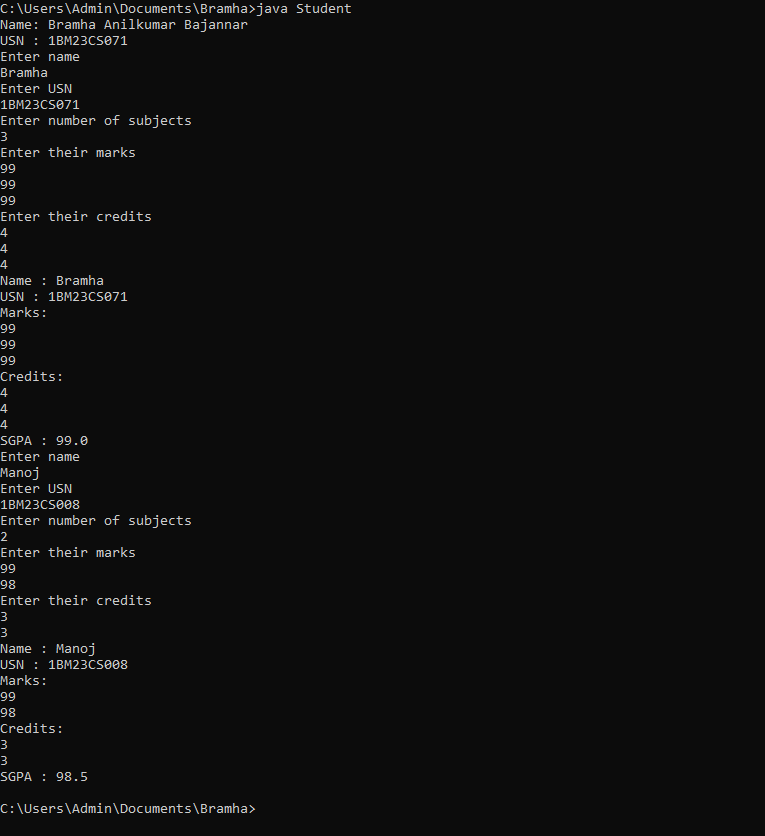 C:\Users\Admin\Documents\Bramha>java Student
Name: Bramha Anilkumar Bajannar
USN : 1BM23CS071
Enter name
Bramha
Enter USN
1BM23CS071
Enter number of subjects
3
Enter their marks
99
99
99
Enter their credits
4
4
4
Name : Bramha
USN : 1BM23CS071
Marks:
99
99
99
Credits:
4
4
4
SGPA : 99.0
Enter name
Manoj
Enter USN
1BM23CS008
Enter number of subjects
2
Enter their marks
99
98
Enter their credits
3
3
Name : Manoj
USN : 1BM23CS008
Marks:
99
98
Credits:
3
3
SGPA : 98.5
C:\Users\Admin\Documents\Bramha>